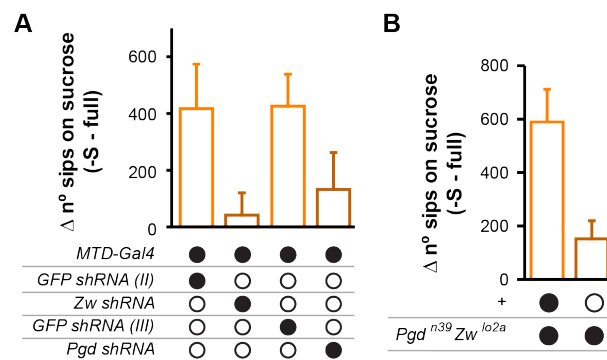 A
Δ nº sips on sucrose
(-S - full)
600
400
200
0
MTD-Gal4
GFP shRNA (II)
Zw shRNA
GFP shRNA (III)
Pgd shRNA
B
Δ nº sips on sucrose
(-S - full)
800
600
400
200
0
+
Pgd n39 Zw lo2a